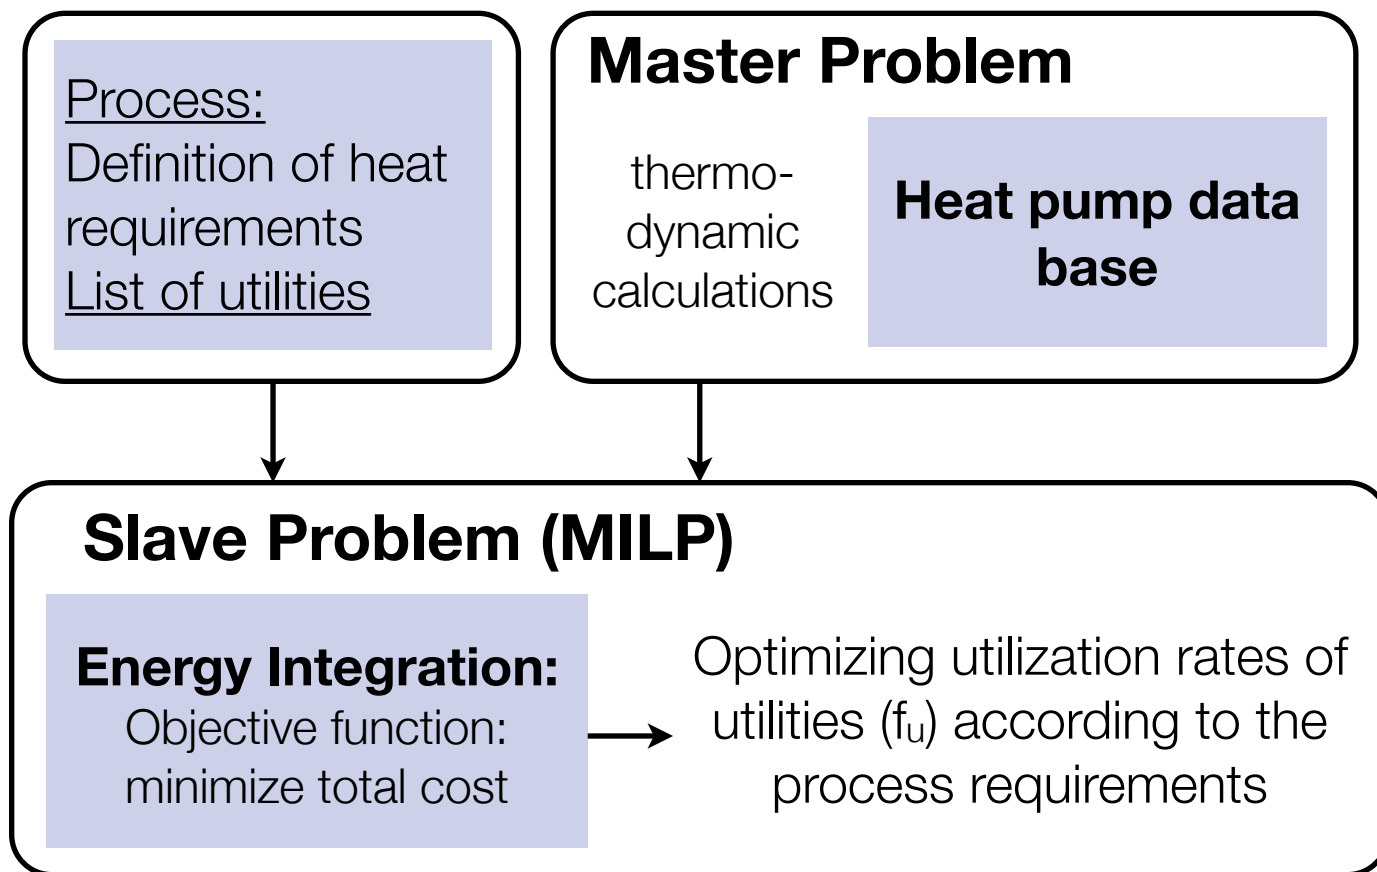 Process:
Definition of heat
requirements
List of utilities
Master Problem
thermo-
dynamic
calculations
Heat pump data
base
Slave Problem (MILP)
Energy Integration:
Objective function:
minimize total cost
Optimizing utilization rates of
utilities (fu) according to the
process requirements